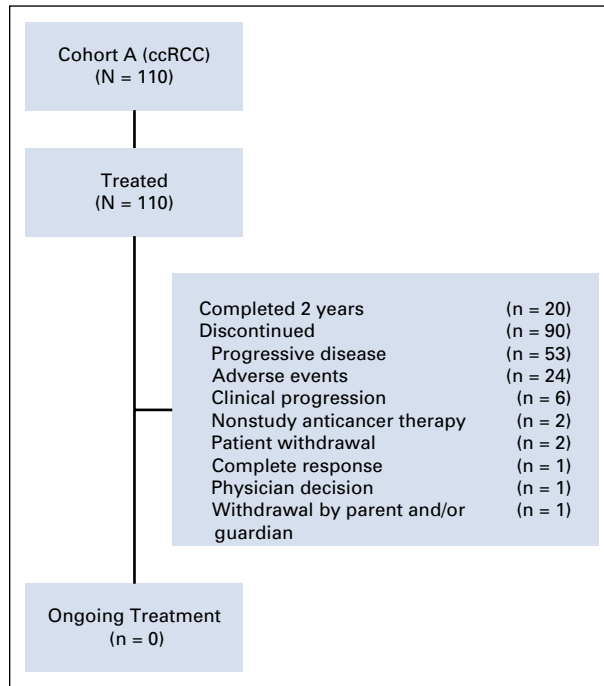 Cohort A (ccRCC)
(N = 110)
Treated
(N = 110)
Completed 2 years (n = 20)
Discontinued (n = 90)
Progressive disease (n = 53)
Adverse events (n = 24)
Clinical progression (n = 6)
Nonstudy anticancer therapy (n = 2)
Patient withdrawal (n = 2)
Complete response (n = 1)
Physician decision (n = 1)
Withdrawal by parent and/or (n = 1)
guardian
Ongoing Treatment
(n = 0)